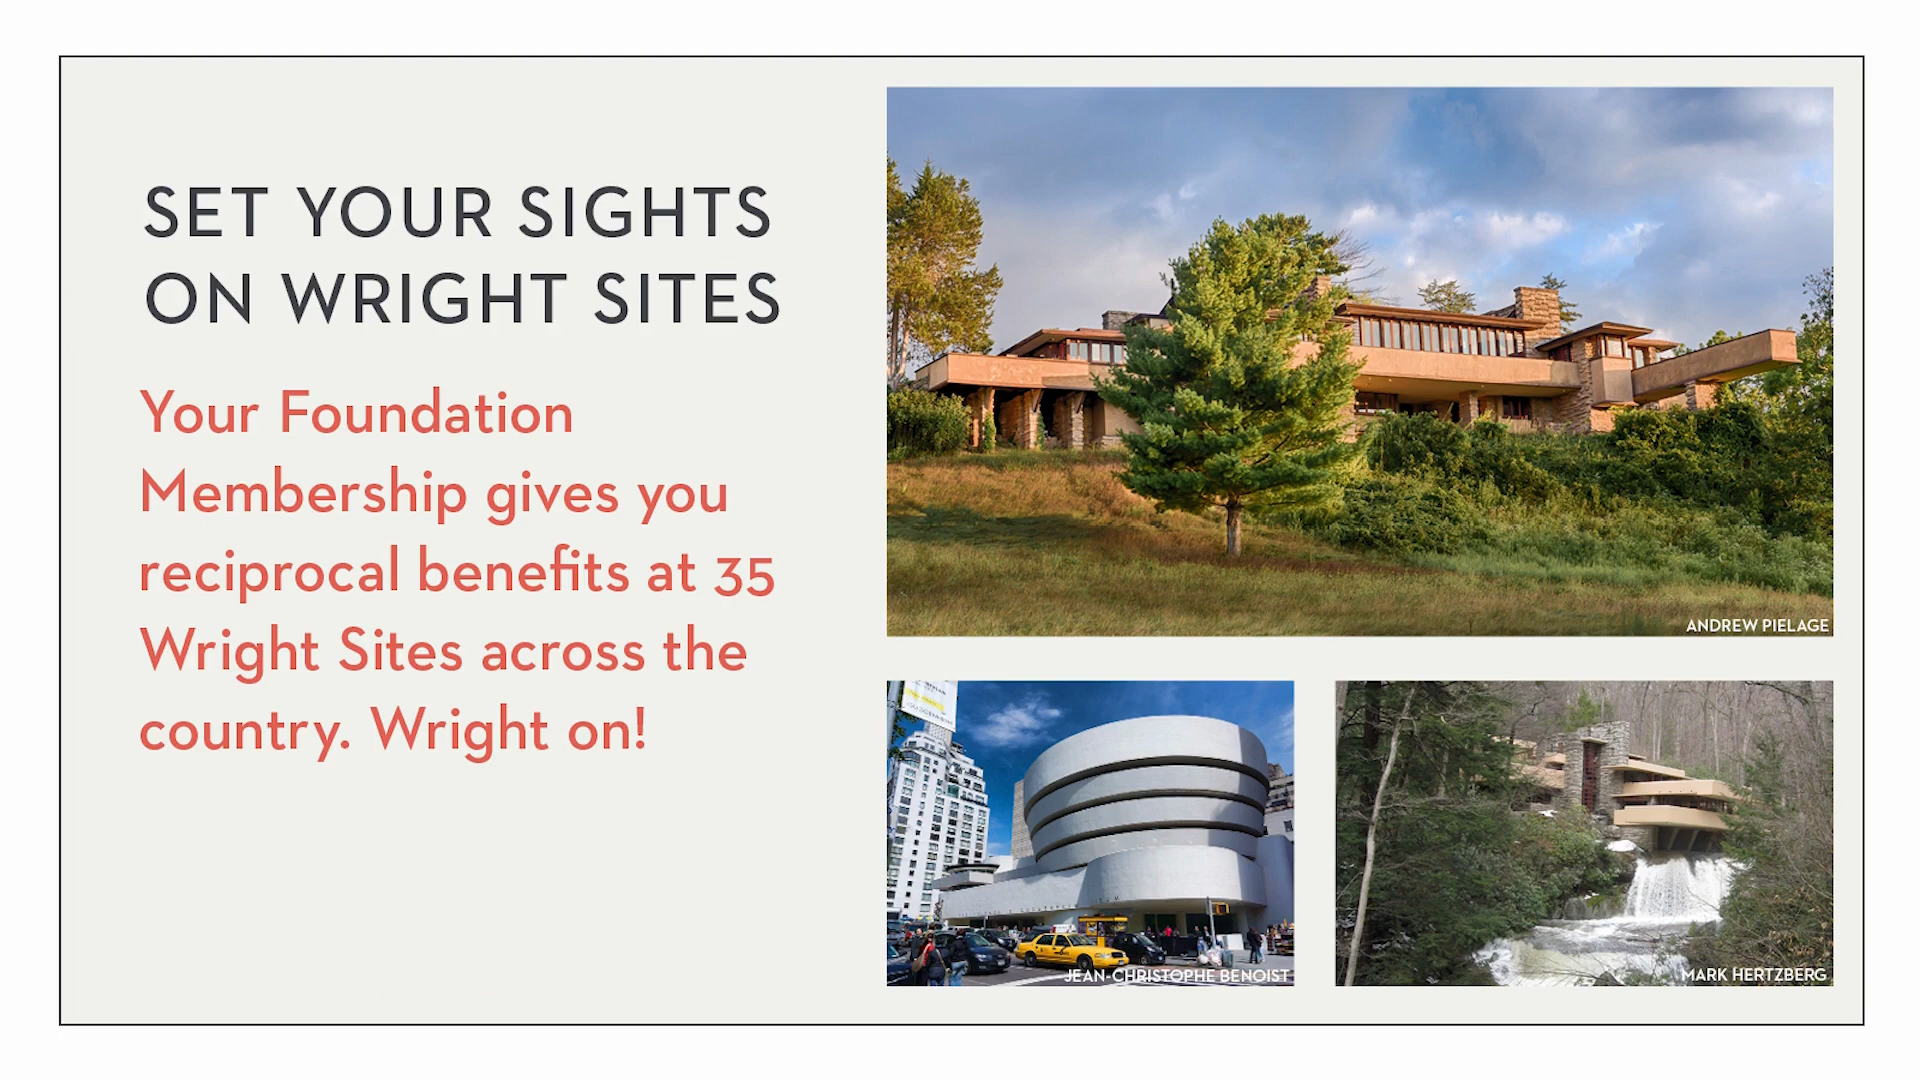 SET YOUR SIGHTS
ON WRIGHT SITES
Your Foundation
Membership gives you
reciprocal benefits at 35
Wright Sites across the
country. Wright on!
ANDREW PIELAGE
JEAN-CHRISTOPHE BENOIST
MARK HERTZBERG